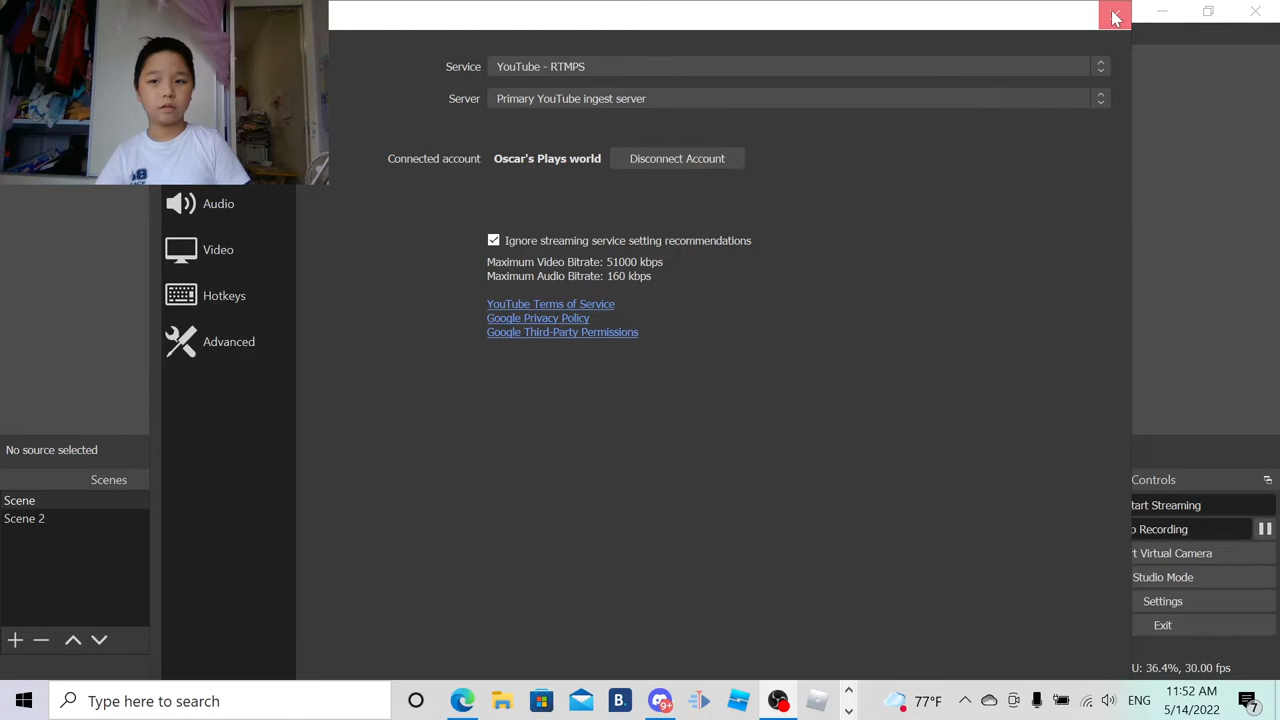 Service
YouTube - RTMPS
Server
Primary YouTube ingest server
Connected account
Oscar's Plays world
Disconnect Account
Audio
Ignore streaming service setting recommendations
Video
Maximum Video Bitrate: 51000 kbps
Maximum Audio Bitrate: 160 kbps
Hotkeys
YouTube Terms of Service
Google Privacy Policy
Google Third-Party Permissions
Advanced
No source selected
Scenes
Controls
Scene
Scene 2
tart Streaming
p Recording
t Virtual Camera
Studio Mode
Settings
Exit
U: 36.4%, 30.00 fps
Type here to search
B.
9+
77°F
ENG
11:52 AM
5/14/2022
7